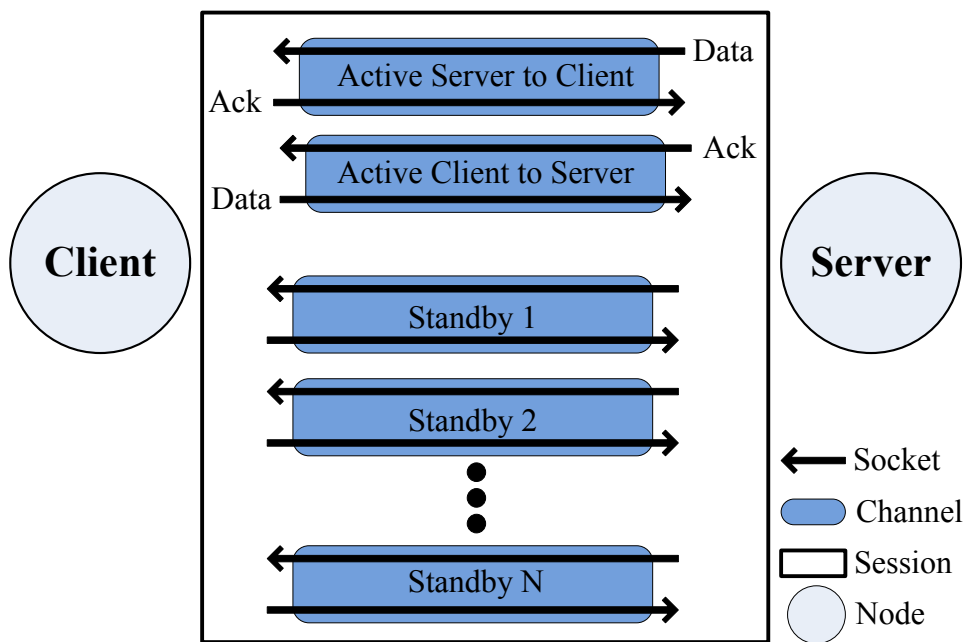 Data
Active Server to Client
Ack
Ack
Active Client to Server
Data
Client
Server
Standby 1
Standby 2
Standby N
Socket
Channel
Session
Node